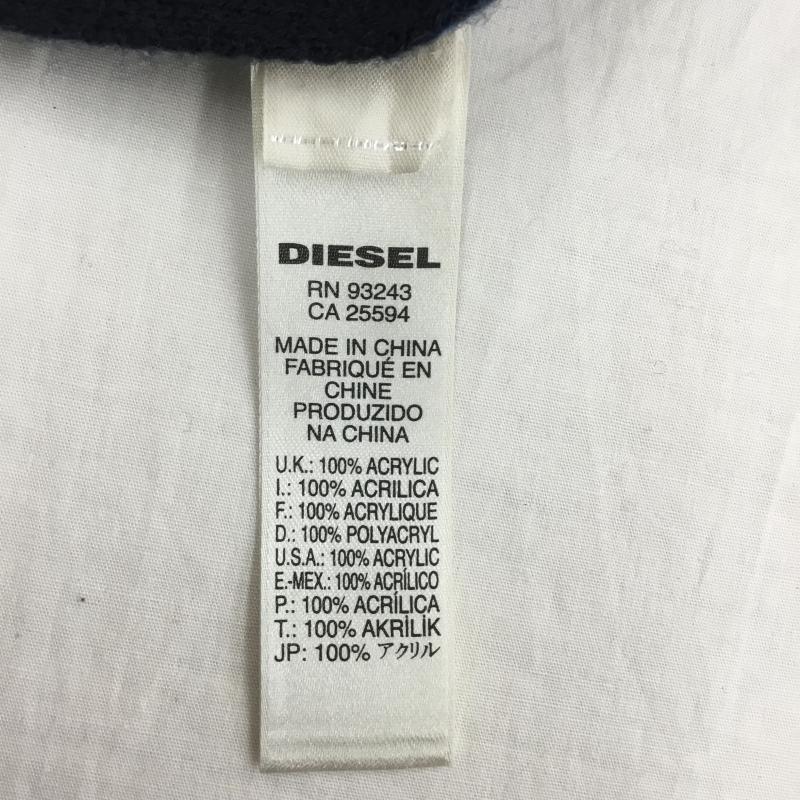 DIESEL
RN 93243
CA 25594
MADE IN CHINA
FABRIQUÉ EN
CHINE
PRODUZIDO
NA CHINA
U.K.: 100% ACRYLIC
I.: 100% ACRILICA
F.: 100% ACRYLIQUE
D.: 100% POLYACRYL
U.S.A.: 100% ACRYLIC
E.-MEX.: 100% ACRÍLICO
P.: 100% ACRÍLICA
T.: 100% AKRİLİK
JP: 100% アクリル